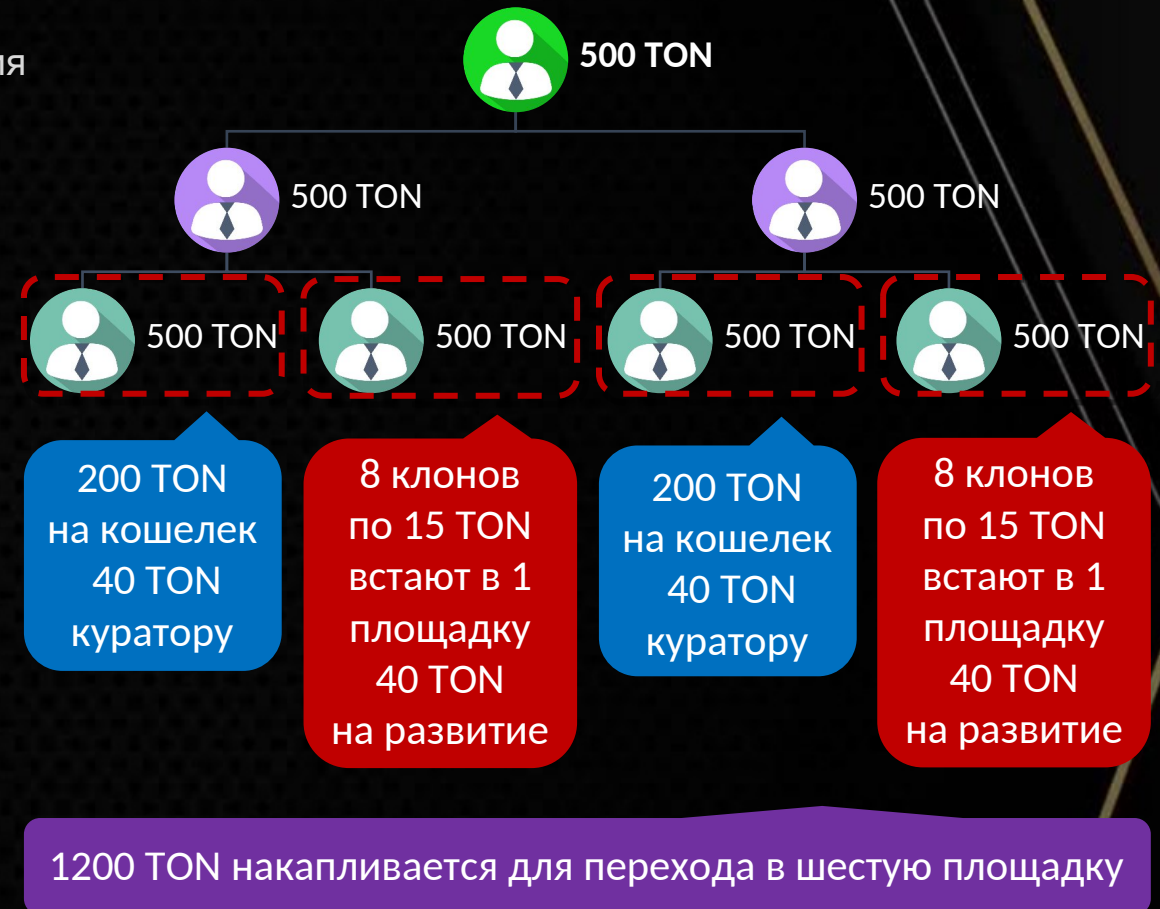 500 TON
500 TON
500 TON
500 TON
500 TON
500 TON
500 TON
200 TON
на кошелек
40 TON
куратору
8 клонов
по 15 TON
встают в 1
площадку
40 TON
на развитие
200 TON
на кошелек
40 TON
куратору
8 клонов
по 15 TON
встают в 1
площадку
40 TON
на развитие
1200 TON накапливается для перехода в шестую площадку